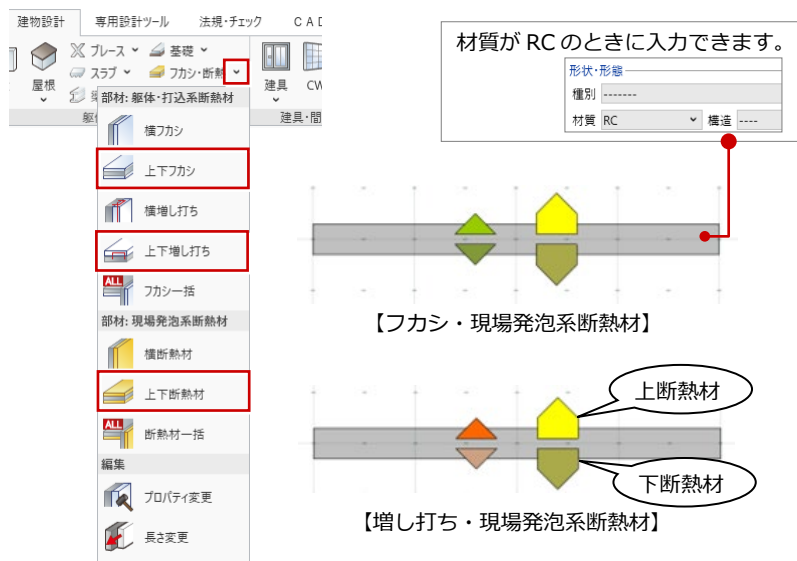 建物設計
専用設計ツール
法規・チェック
CAD
屋根
ブレース
基礎
スラブ
フカシ・断熱
建具
CW
建具・間
部材: 躯体・打込系断熱材
横フカシ
上下フカシ
横増し打ち
上下増し打ち
ALL
フカシ一括
部材: 現場発泡系断熱材
横断熱材
上下断熱材
ALL
断熱材一括
編集
プロパティ変更
長さ変更
材質が RC のときに入力できます。
形状・形態
種別 -------
材質 RC 構造 ----
【フカシ・現場発泡系断熱材】
上断熱材
下断熱材
【増し打ち・現場発泡系断熱材】